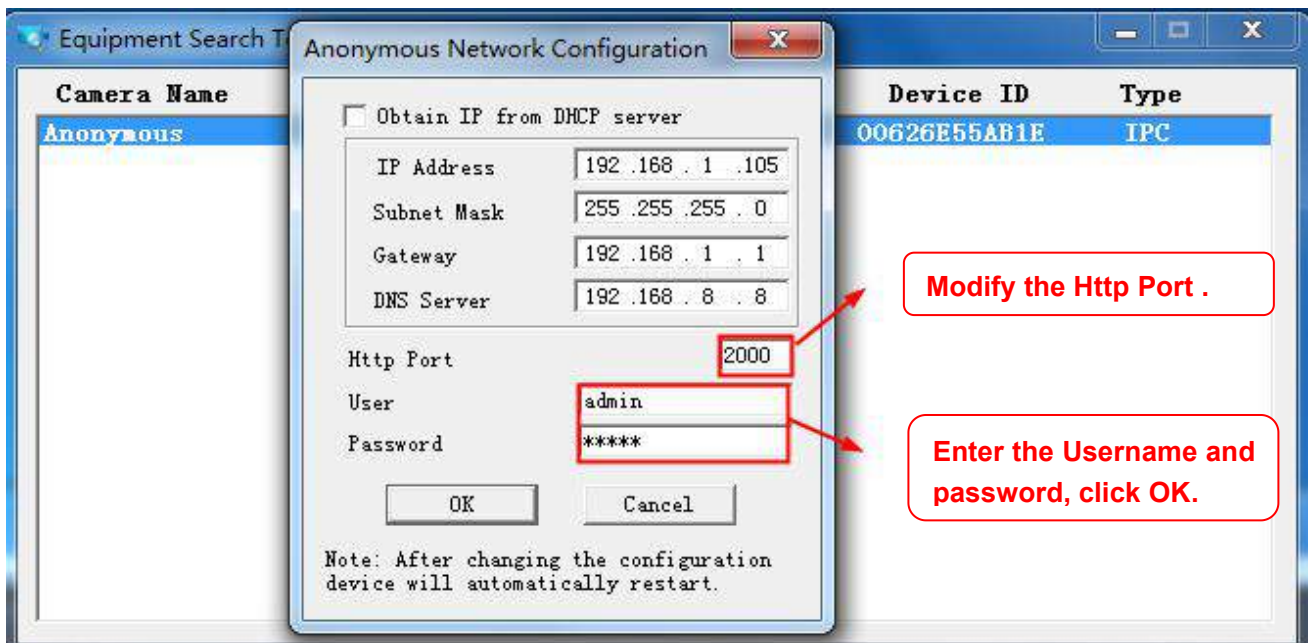 Equipment Search T
Anonymous Network Configuration
Camera Name
Device ID
Type
Anonymous
00626E55AB1E
IPC
Obtain IP from DHCP server
IP Address
192 .168 . 1 .105
Subnet Mask
255 .255 .255 . 0
Gateway
192 .168 . 1 . 1
DNS Server
192 .168 . 8 . 8
Modify the Http Port .
Http Port
2000
User
admin
Password
*****
Enter the Username and
password, click OK.
OK
Cancel
Note: After changing the configuration
device will automatically restart.